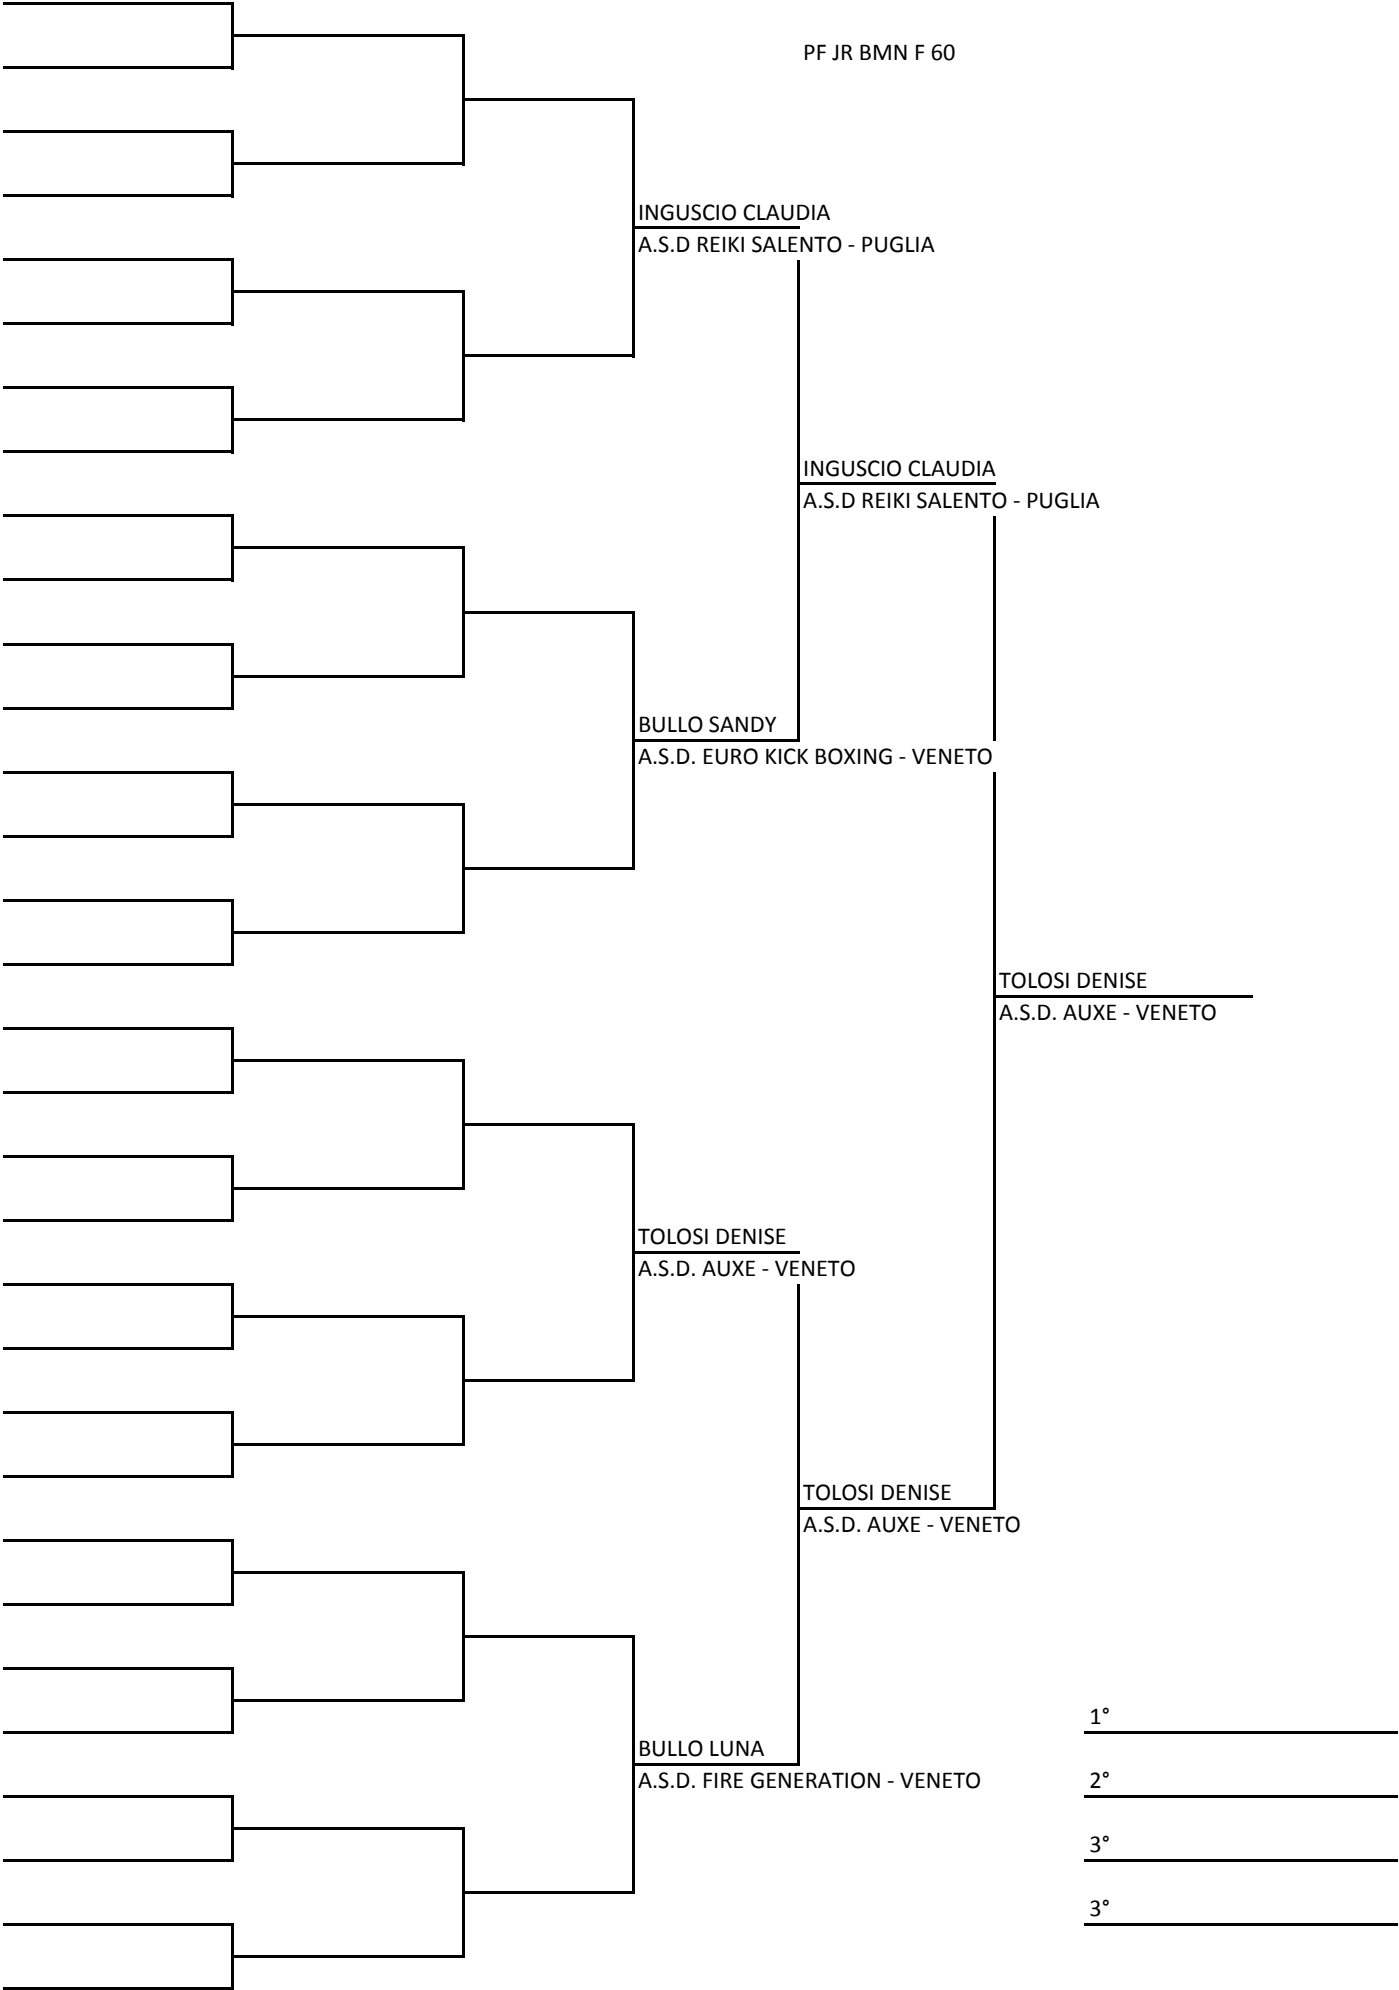 PF JR BMN F 60
INGUSCIO CLAUDIA
A.S.D REIKI SALENTO - PUGLIA
INGUSCIO CLAUDIA
A.S.D REIKI SALENTO - PUGLIA
BULLO SANDY
A.S.D. EURO KICK BOXING - VENETO
TOLOSI DENISE
A.S.D. AUXE - VENETO
TOLOSI DENISE
A.S.D. AUXE - VENETO
TOLOSI DENISE
A.S.D. AUXE - VENETO
1°
BULLO LUNA
A.S.D. FIRE GENERATION - VENETO
2°
3°
3°